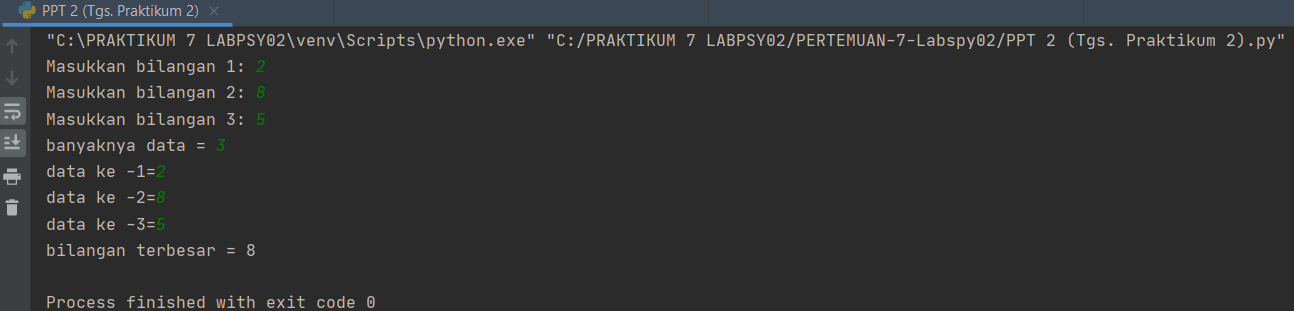 PPT 2 (Tgs. Praktikum 2)
"C:\PRAKTIKUM 7 LABPSY02\venv\Scripts\python.exe" "C:/PRAKTIKUM 7 LABPSY02/PERTEMUAN-7-Labspy02/PPT 2 (Tgs. Praktikum 2).py"
Masukkan bilangan 1: 2
Masukkan bilangan 2: 8
Masukkan bilangan 3: 5
banyaknya data = 3
data ke -1=2
data ke -2=8
data ke -3=5
bilangan terbesar = 8
Process finished with exit code 0